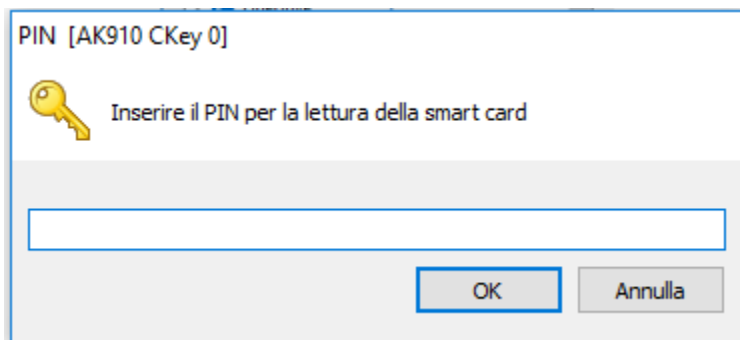 PIN [AK910 CKey 0]
Inserire il PIN per la lettura della smart card
OK
Annulla